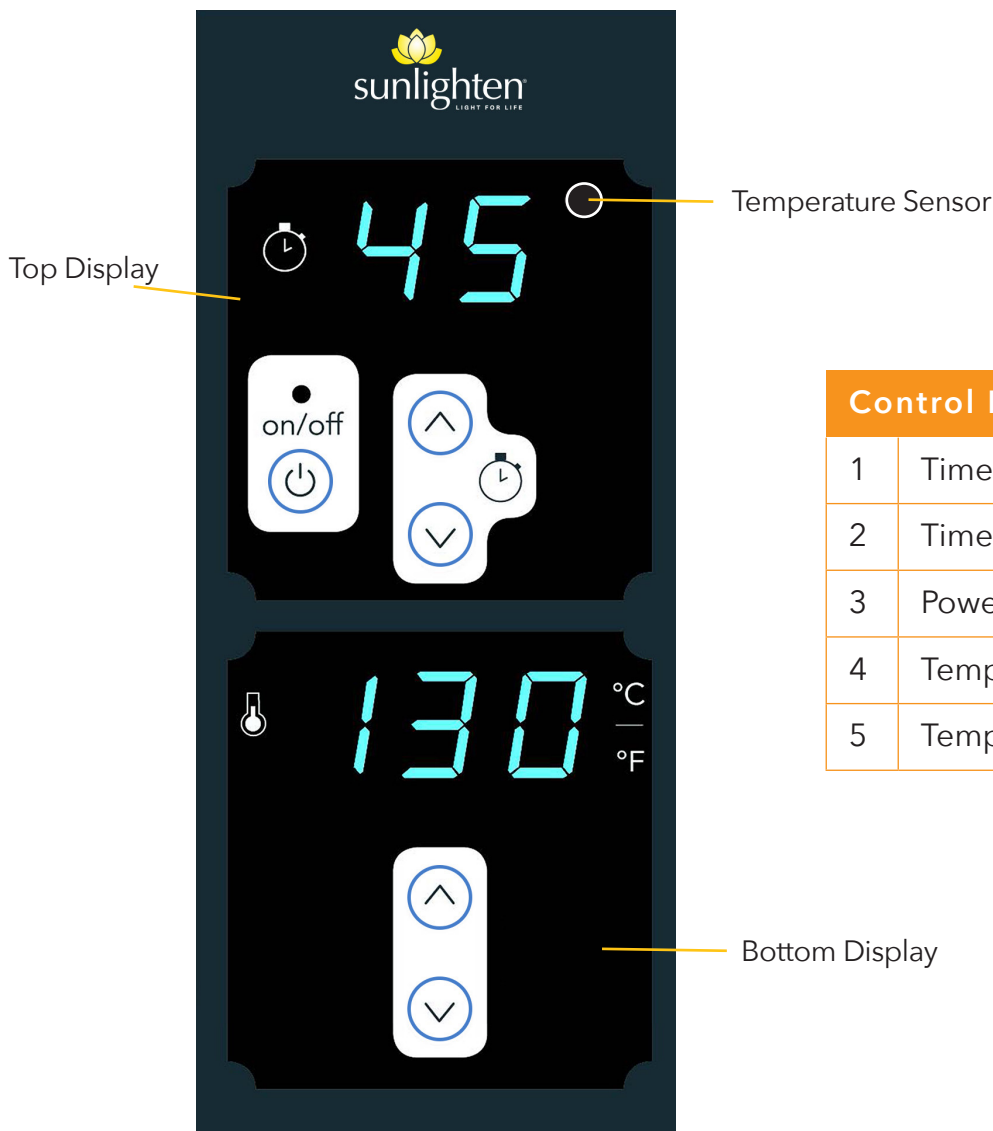 sunlighten
LIGHT FOR LIFE
45
Temperature Sensor
Top Display
on/off
130
°C
°F
Bottom Display
Control
1 Time
2 Time
3 Powe
4 Temp
5 Temp